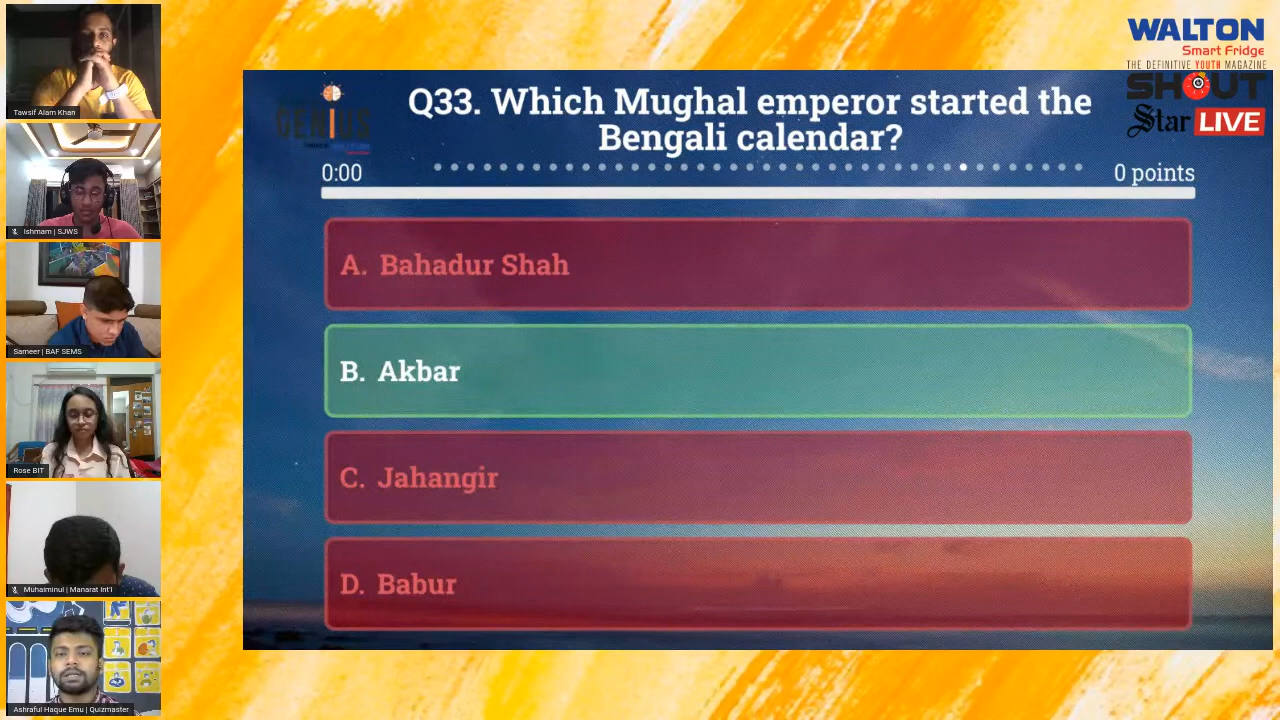 Tawsif Alam Khan
Ishmam | SJWS
Sameer | BAF SEMS
Rose BIT
Muhaiminul | Manarat Int'l
Ashraful Haque Emu | Quizmaster
WALTON
Smart Fridge
THE DEFINITIVE YOUTH MAGAZINE
SHOUT
Star LIVE
GENIUS
Q33. Which Mughal emperor started the
Bengali calendar?
0:00
0 points
A. Bahadur Shah
B. Akbar
C. Jahangir
D. Babur